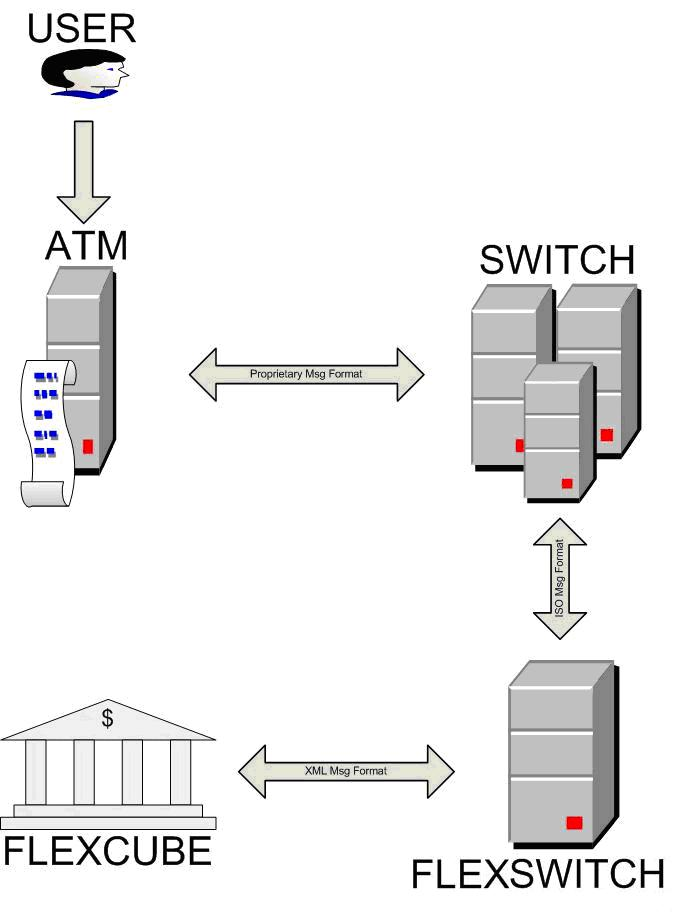 USER
ATM
SWITCH
Proprietary Msg Format
ISO Msg Format
$
XML Msg Format
FLEXCUBE
FLEXSWITCH